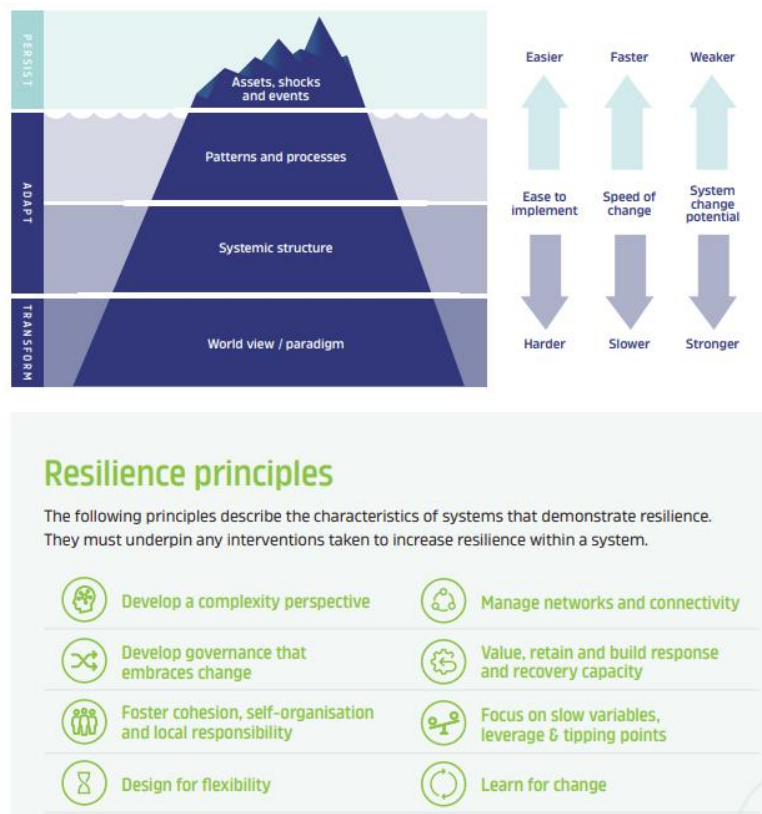 PERSIST
Assets, shocks
and events
ADAPT
Patterns and processes
Systemic structure
TRANSFORM
World view / paradigm
Easier
Faster
Weaker
Ease to
implement
Speed of
change
System
change
potential
Harder
Slower
Stronger
Resilience principles
The following principles describe the characteristics of systems that demonstrate resilience.
They must underpin any interventions taken to increase resilience within a system.
Develop a complexity perspective
Manage networks and connectivity
Develop governance that
embraces change
Value, retain and build response
and recovery capacity
Foster cohesion, self-organisation
and local responsibility
Focus on slow variables,
leverage & tipping points
Design for flexibility
Learn for change